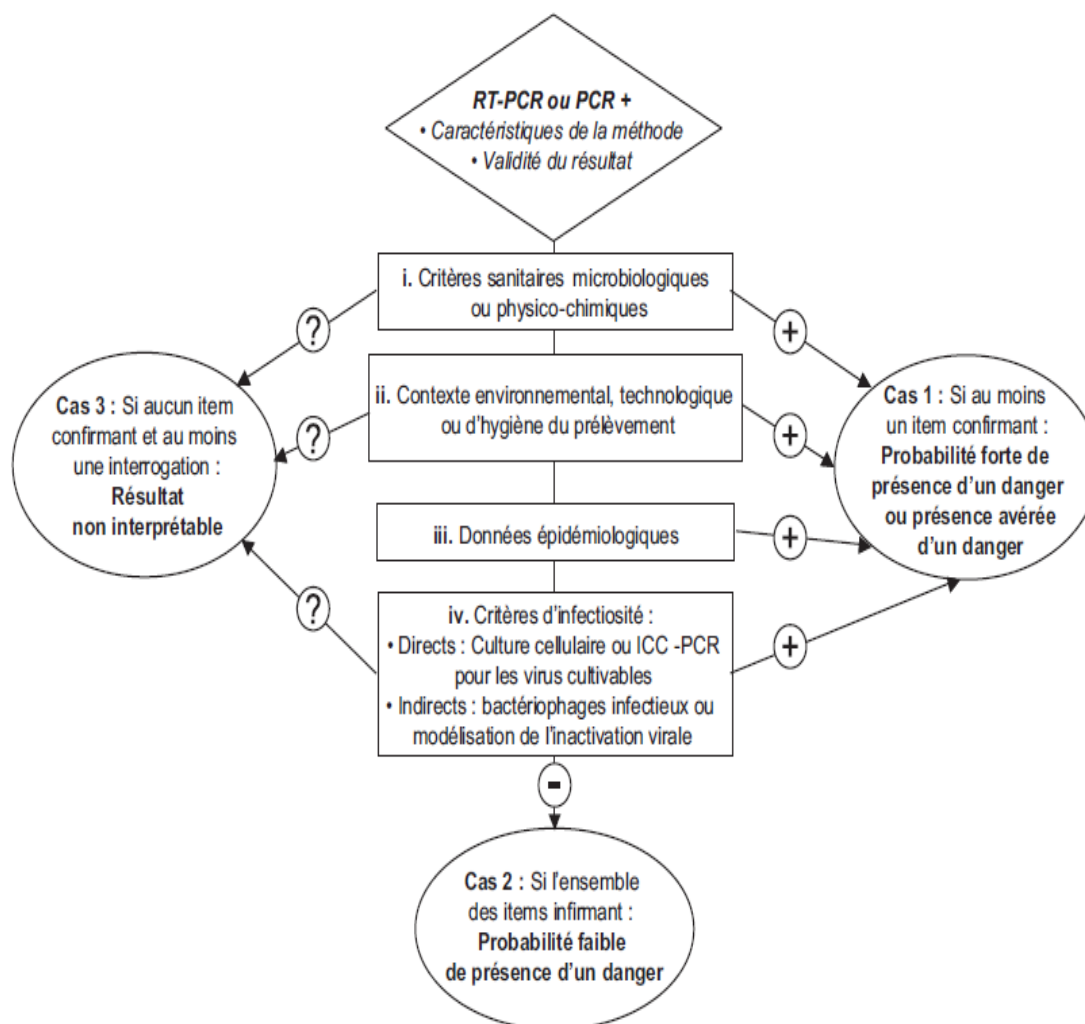 RT-PCR ou PCR +
• Caractéristiques de la méthode
• Validité du résultat
i. Critères sanitaires microbiologiques
ou physico-chimiques
?
+
ii. Contexte environnemental, technologique
ou d'hygiène du prélèvement
?
+
Cas 3 : Si aucun item
confirmant et au moins
une interrogation :
Résultat
non interprétable
Cas 1 : Si au moins
un item confirmant :
Probabilité forte de
présence d'un danger
ou présence avérée
d'un danger
iii. Données épidémiologiques
+
iv. Critères d'infectiosité :
• Directs : Culture cellulaire ou ICC -PCR
pour les virus cultivables
• Indirects : bactériophages infectieux ou
modélisation de l'inactivation virale
?
+
-
Cas 2 : Si l'ensemble
des items infirmant :
Probabilité faible
de présence d'un danger